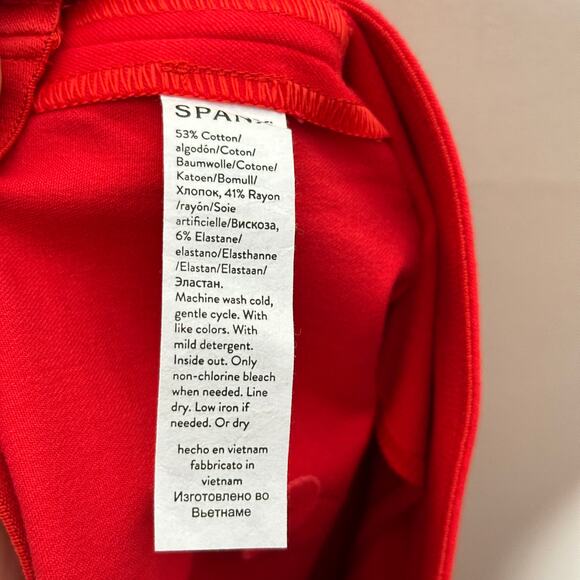 SPANX
53% Cotton/
algodón/Coton/
Baumwolle/Cotone/
Katoen/Bomull/
Хлопок, 41% Rayon
/rayón/Soie
artificielle/Вискоза,
6% Elastane/
elastano/Elasthanne
/Elastan/Elastaan/
Эластан.
Machine wash cold,
gentle cycle. With
like colors. With
mild detergent.
Inside out. Only
non-chlorine bleach
when needed. Line
dry. Low iron if
needed. Or dry
hecho en vietnam
fabbricato in
vietnam
Изготовлено во
Вьетнаме